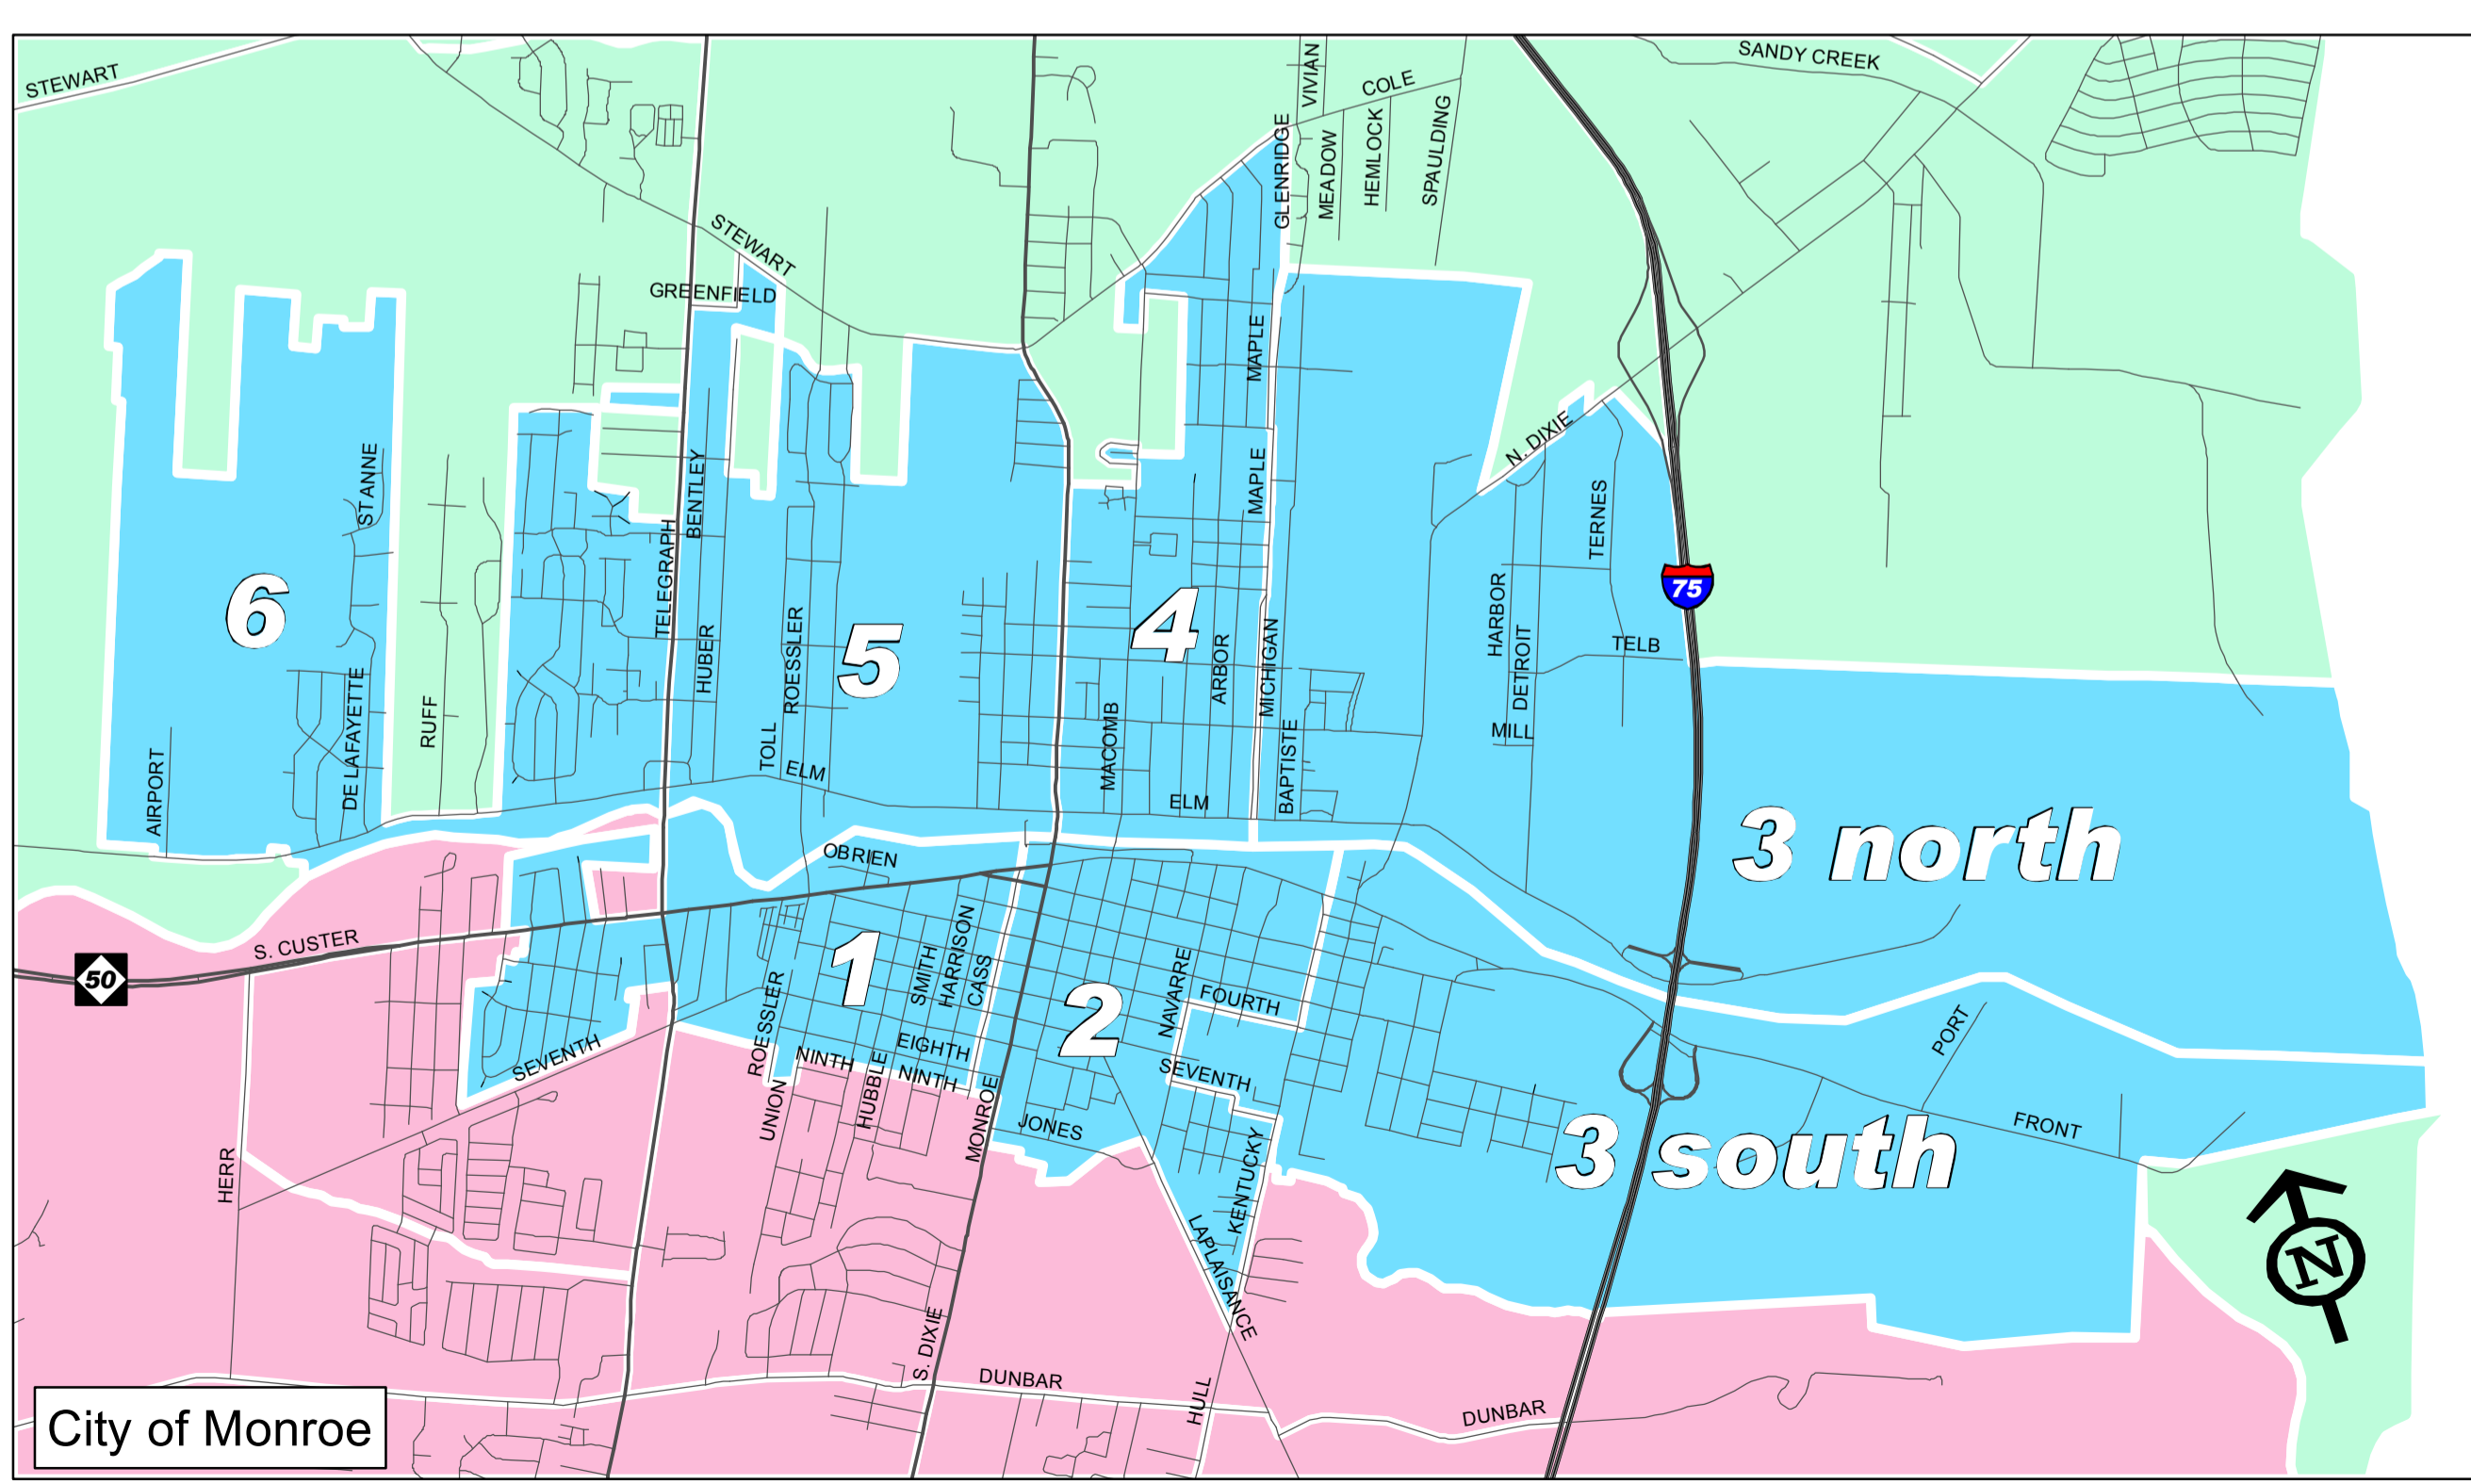 STEWART
SANDY CREEK
VIVIAN
COLE
GLENRIDGE
MEADOW
HEMLOCK
SPAULDING
STEWART
GREENFIELD
MAPLE
N. DIXIE
ST ANNE
BENTLEY
MAPLE
TERNES
TELEGRAPH
75
6
5
4
HARBOR
DETROIT
TELB
HUBER
ROESSLER
ARBOR
MICHIGAN
DE LAFAYETTE
RUFF
TOLL
MACOMB
BAPTISTE
MILL
AIRPORT
ELM
ELM
3 north
OBRIEN
S. CUSTER
50
1
SMITH
HARRISON
CASS
2
NAVARRE
FOURTH
ROESSLER
PORT
SEVENTH
NINTH
EIGHTH
NINTH
SEVENTH
UNION
HUBBLE
MONROE
JONES
KENTUCKY
3 south
FRONT
HERR
LAPLAISANCE
N
S. DIXIE
DUNBAR
HULL
DUNBAR
City of Monroe